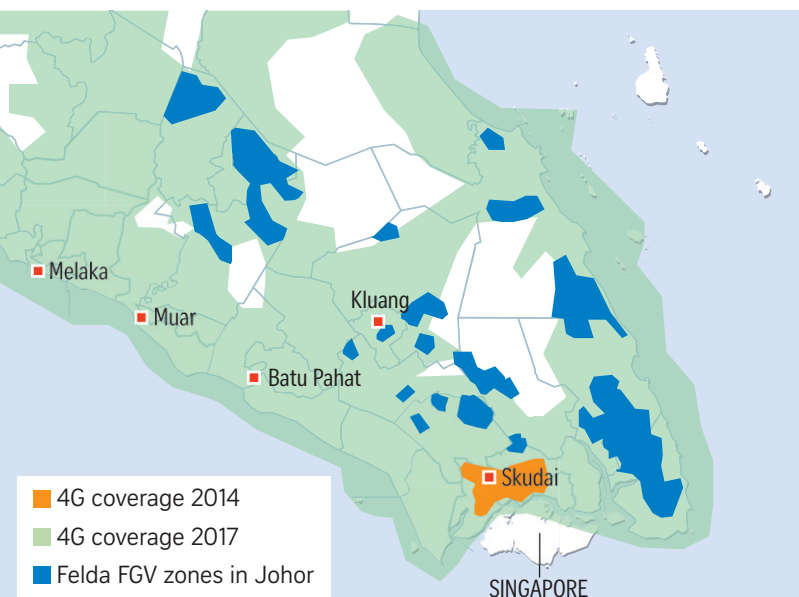 Melaka
Muar
Kluang
Batu Pahat
Skudai
4G coverage 2014
4G coverage 2017
Felda FGV zones in Johor
SINGAPORE